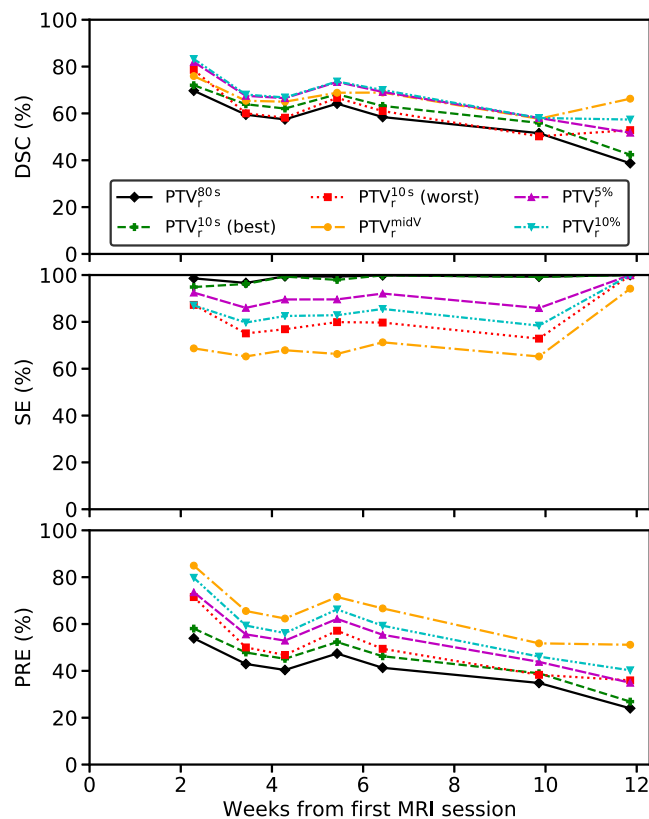 100
80
60
40
20
0
DSC (%)
PTV_r^{80 s} PTV_r^{10 s} (worst) PTV_r^{5%}
PTV_r^{10 s} (best) PTV_r^{midV} PTV_r^{10%}
100
80
60
40
20
0
SE (%)
100
80
60
40
20
0
PRE (%)
0 2 4 6 8 10 12
Weeks from first MRI session